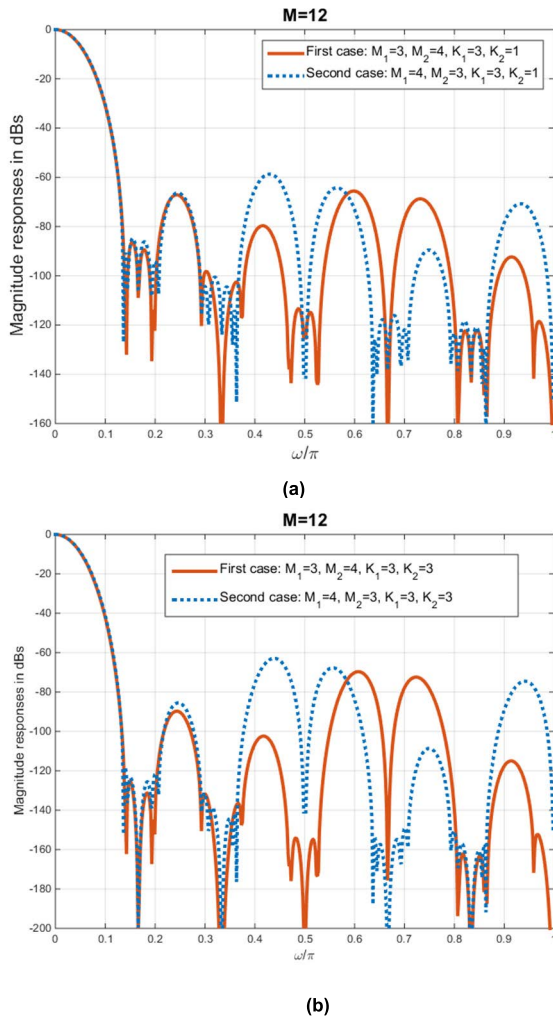 M=12
0
-20
-40
-60
-80
-100
-120
-140
-160
Magnitude responses in dBs
First case: M1=3, M2=4, K1=3, K2=1
Second case: M1=4, M2=3, K1=3, K2=1
0 0.1 0.2 0.3 0.4 0.5 0.6 0.7 0.8 0.9 1
ω/π
(a)
M=12
0
-20
-40
-60
-80
-100
-120
-140
-160
-180
-200
Magnitude responses in dBs
First case: M1=3, M2=4, K1=3, K2=3
Second case: M1=4, M2=3, K1=3, K2=3
0 0.1 0.2 0.3 0.4 0.5 0.6 0.7 0.8 0.9 1
ω/π
(b)